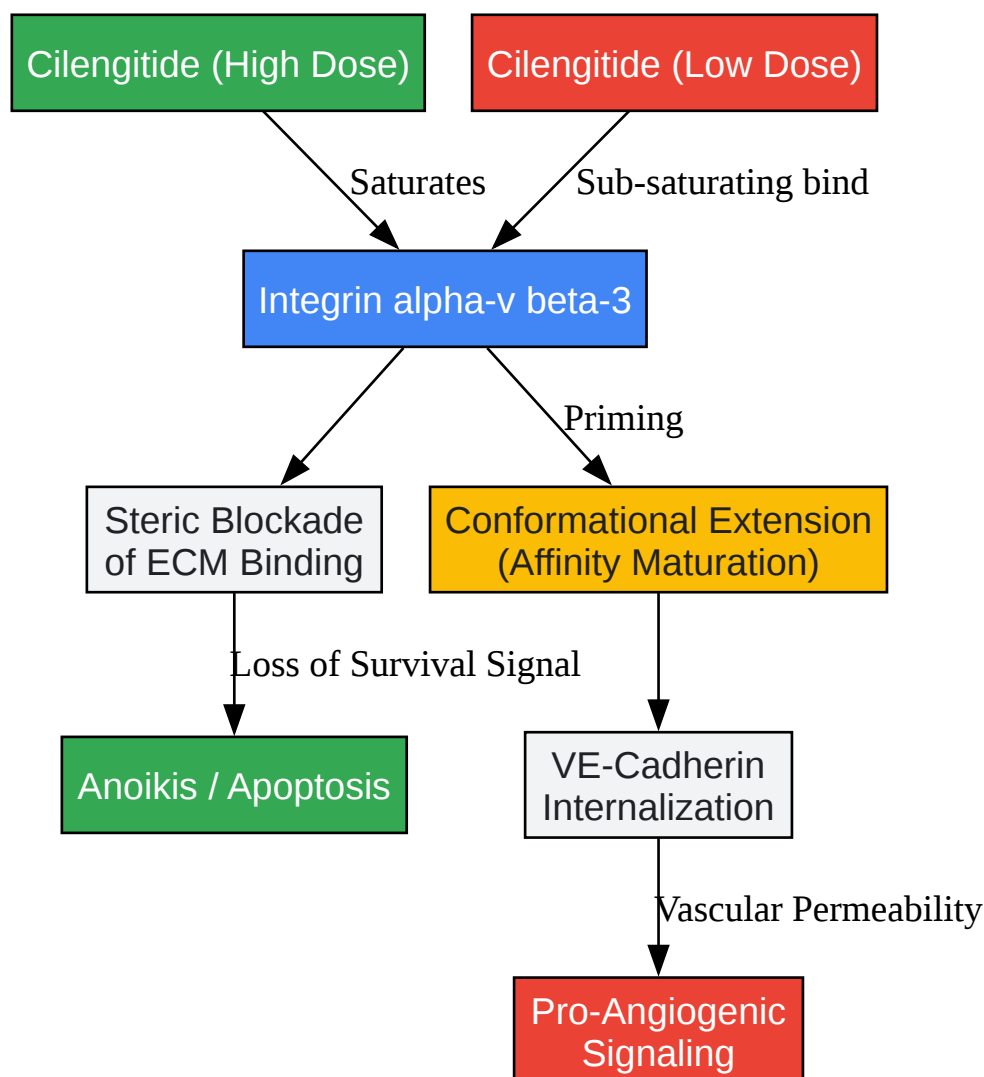 Cilengitide (High Dose)
Cilengitide (Low Dose)
Saturates
Sub-saturating bind
Integrin alpha-v beta-3
Priming
Steric Blockade
of ECM Binding
Conformational Extension
(Affinity Maturation)
Loss of Survival Signal
Anoikis / Apoptosis
VE-Cadherin
Internalization
Vascular Permeability
Pro-Angiogenic
Signaling